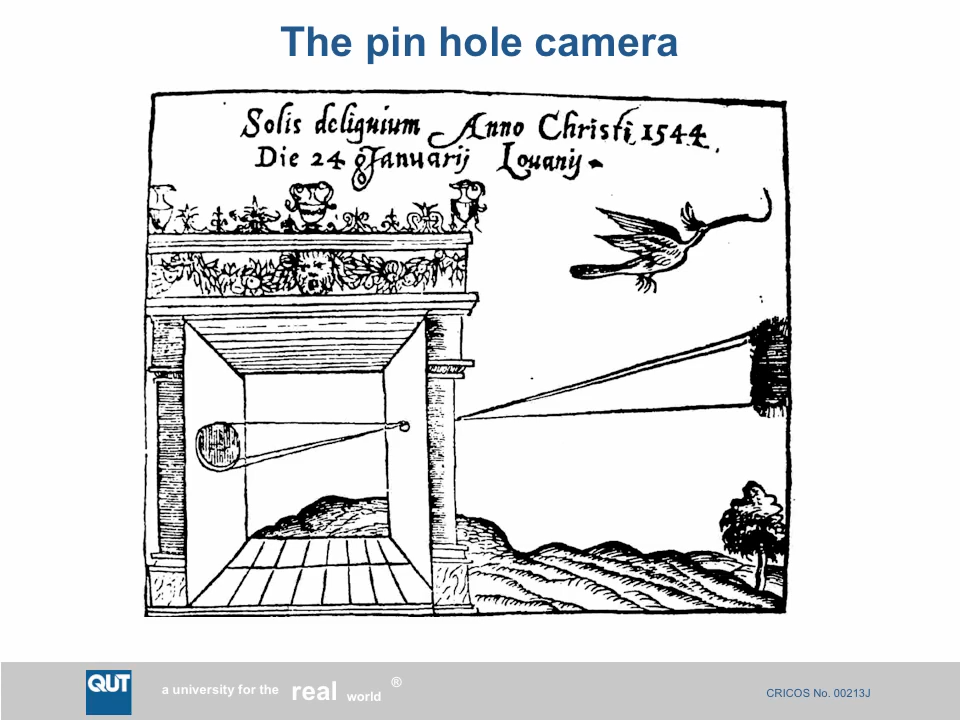 The pin hole camera
Solis deliquium Anno Christi 1544.
Die 24 Januarij Lovanij
QUT
a university for the real world ®
CRICOS No. 00213J